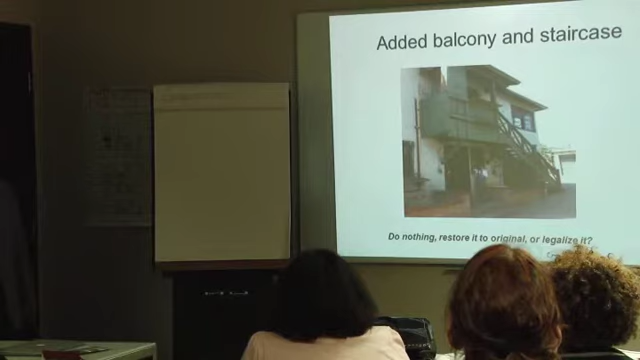 Added balcony and staircase
Do nothing, restore it to original, or legalize it?